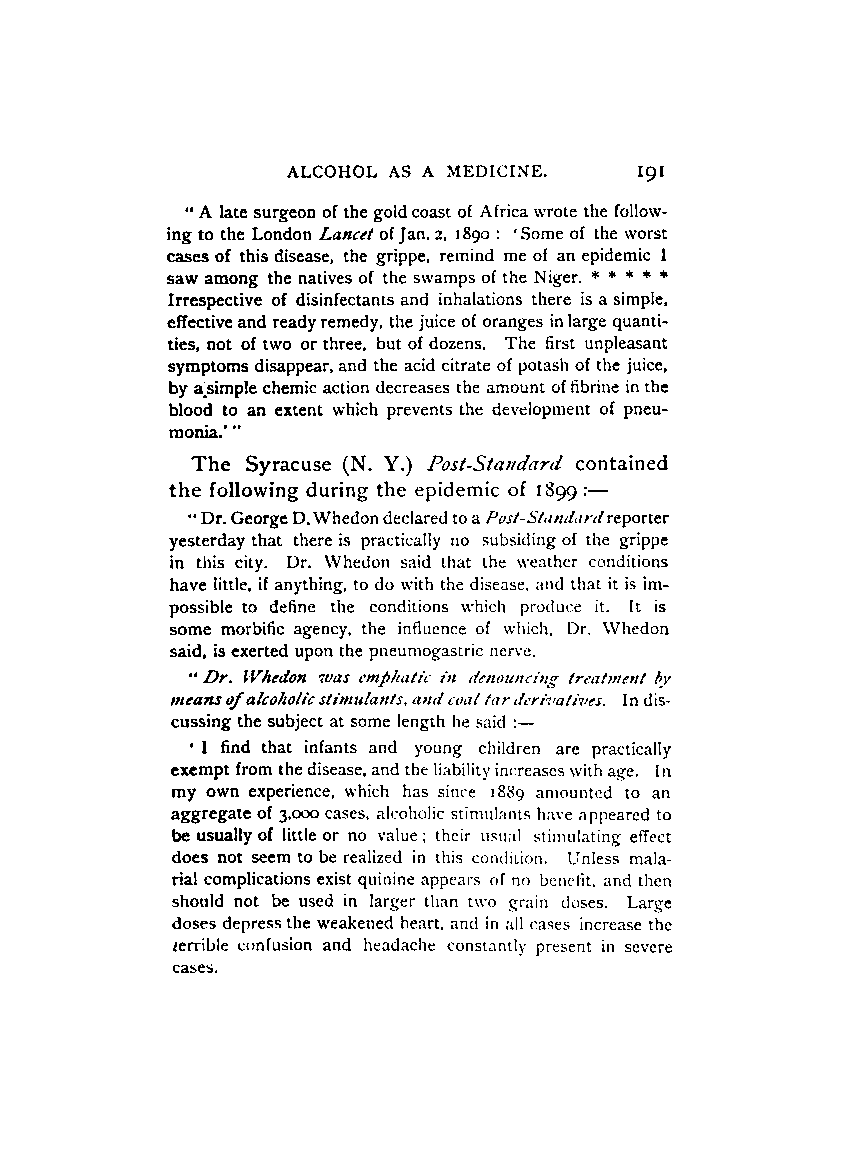 ALCOHOL AS A MEDICINE. 191
" A late surgeon of the gold coast of Africa wrote the follow-
ing to the London Lancet of Jan. 2, 1890 : 'Some of the worst
cases of this disease, the grippe, remind me of an epidemic I
saw among the natives of the swamps of the Niger. * * * * *
Irrespective of disinfectants and inhalations there is a simple,
effective and ready remedy, the juice of oranges in large quanti-
ties, not of two or three, but of dozens. The first unpleasant
symptoms disappear, and the acid citrate of potash of the juice,
by a simple chemic action decreases the amount of fibrine in the
blood to an extent which prevents the development of pneu-
monia.' "
The Syracuse (N. Y.) Post-Standard contained
the following during the epidemic of 1899 :—
" Dr. George D. Whedon declared to a Post-Standard reporter
yesterday that there is practically no subsiding of the grippe
in this city. Dr. Whedon said that the weather conditions
have little, if anything, to do with the disease, and that it is im-
possible to define the conditions which produce it. It is
some morbific agency, the influence of which, Dr. Whedon
said, is exerted upon the pneumogastric nerve.
" Dr. Whedon was emphatic in denouncing treatment by
means of alcoholic stimulants, and coal tar derivatives. In dis-
cussing the subject at some length he said :—
' I find that infants and young children are practically
exempt from the disease, and the liability increases with age. In
my own experience, which has since 1889 amounted to an
aggregate of 3,000 cases, alcoholic stimulants have appeared to
be usually of little or no value ; their usual stimulating effect
does not seem to be realized in this condition. Unless mala-
rial complications exist quinine appears of no benefit, and then
should not be used in larger than two grain doses. Large
doses depress the weakened heart, and in all cases increase the
terrible confusion and headache constantly present in severe
cases.